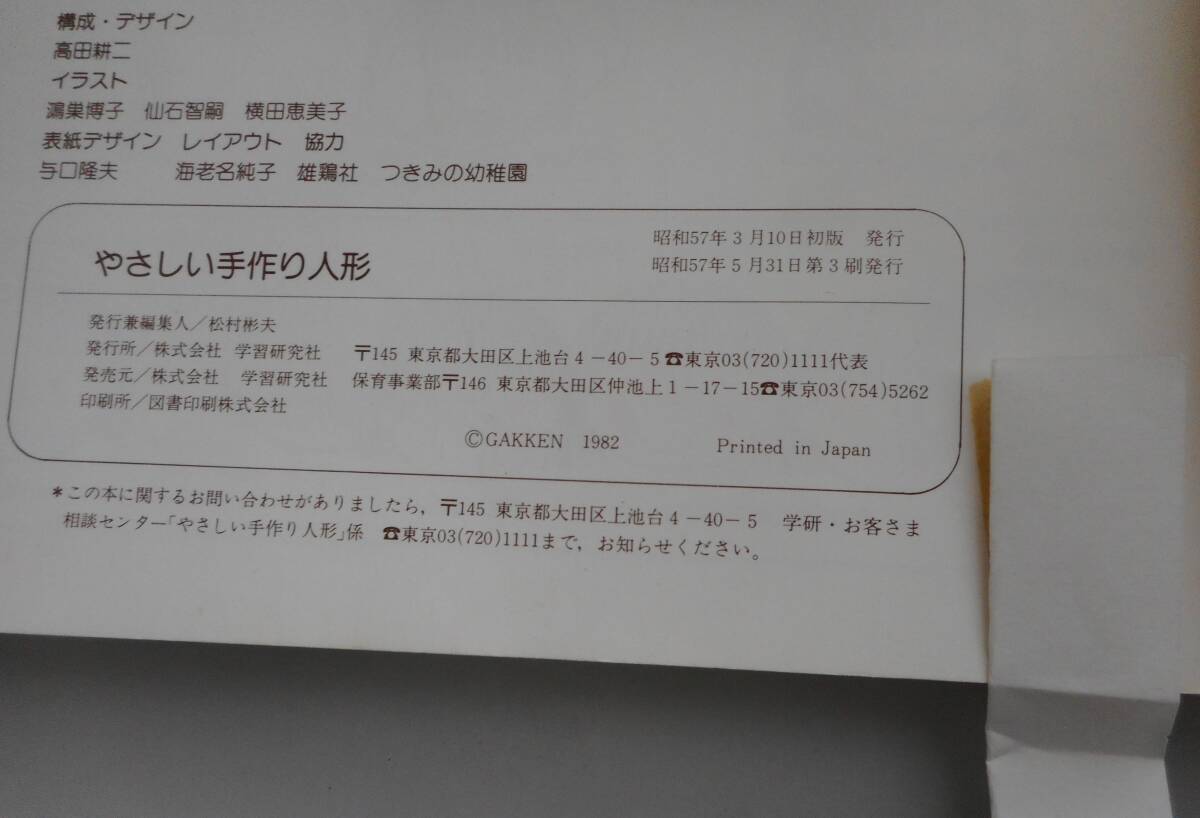 構成・デザイン
高田耕二
イラスト
鴻巣博子　仙石智嗣　横田恵美子
表紙デザイン　レイアウト　協力
与口隆夫　海老名純子　雄鶏社　つきみの幼稚園
やさしい手作り人形
昭和57年3月10日初版　発行
昭和57年5月31日第3刷発行
発行兼編集人／松村彬夫
発行所／株式会社　学習研究社　〒145 東京都大田区上池台4－40－5☎東京03(720)1111代表
発売元／株式会社　学習研究社　保育事業部〒146 東京都大田区仲池上1－17－15☎東京03(754)5262
印刷所／図書印刷株式会社
©GAKKEN 1982　Printed in Japan
＊この本に関するお問い合わせがありましたら，〒145 東京都大田区上池台4－40－5　学研・お客さま
相談センター「やさしい手作り人形」係　☎東京03(720)1111まで，お知らせください。